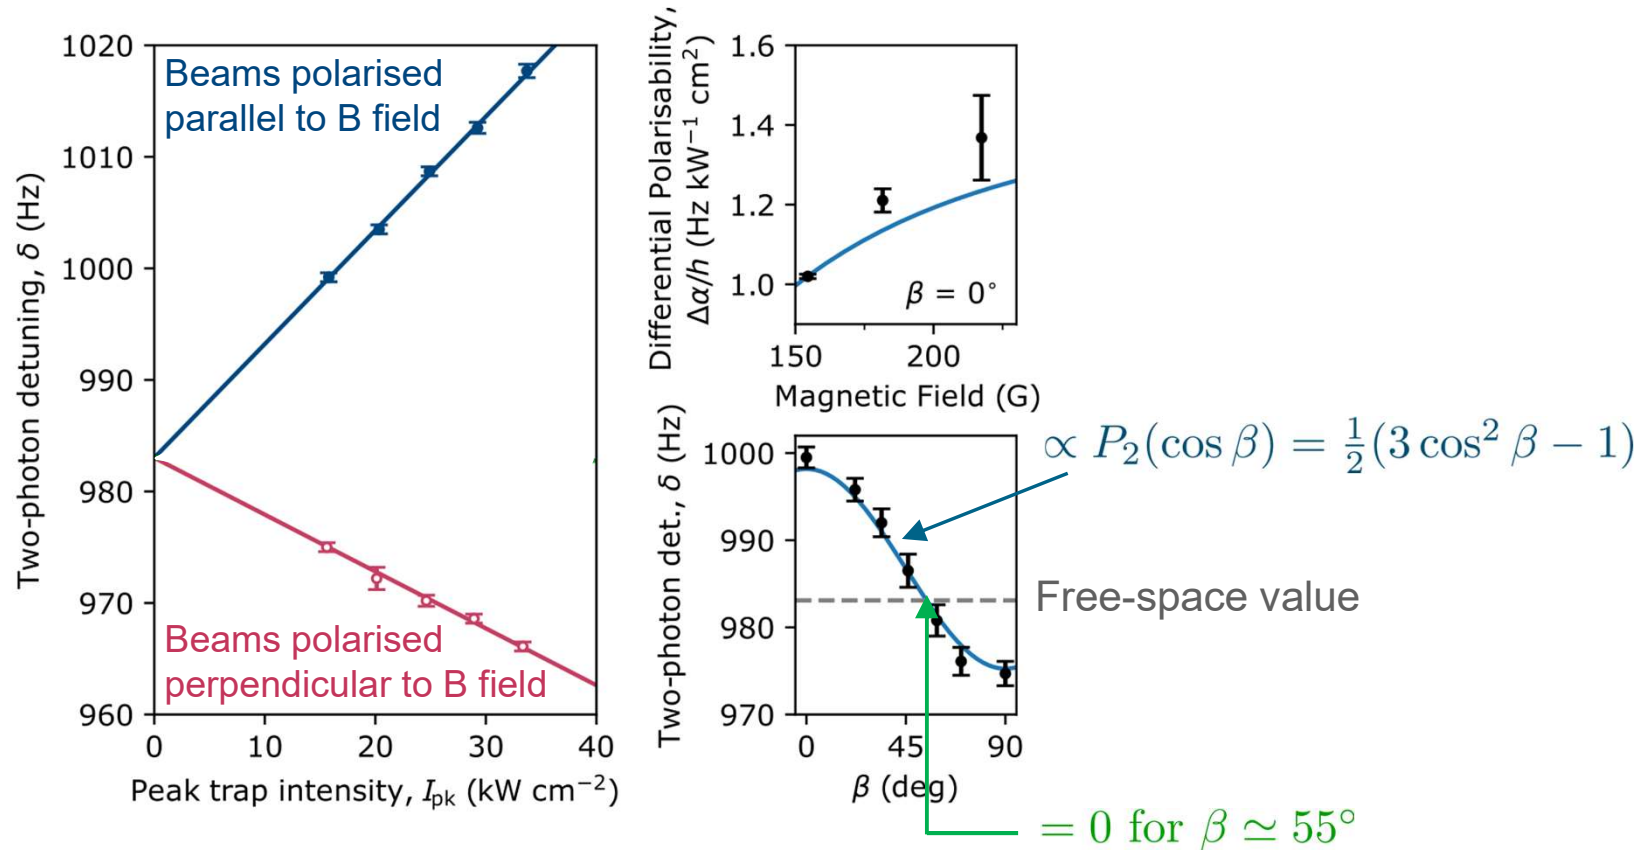 Two-photon detuning, δ (Hz)
1020
1010
1000
990
980
970
960
Beams polarised
parallel to B field
Beams polarised
perpendicular to B field
0 10 20 30 40
Peak trap intensity, I_pk (kW cm⁻²)
Differential Polarisability,
Δα/h (Hz kW⁻¹ cm²)
1.6
1.4
1.2
1.0
β = 0°
150 200
Magnetic Field (G)
Two-photon det., δ (Hz)
1000
990
980
970
0 45 90
β (deg)
∝ P₂(cos β) = ½(3 cos² β − 1)
Free-space value
= 0 for β ≃ 55°